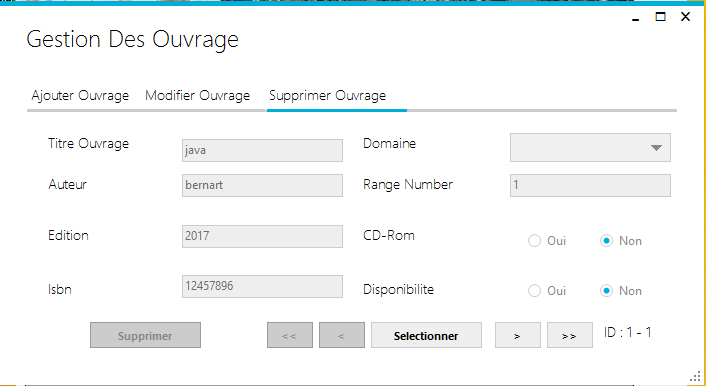 Gestion Des Ouvrage
Ajouter Ouvrage Modifier Ouvrage Supprimer Ouvrage
Titre Ouvrage java Domaine
Auteur bernart Range Number 1
Edition 2017 CD-Rom Oui Non
Isbn 12457896 Disponibilite Oui Non
Supprimer << < Selectionner > >> ID : 1 - 1